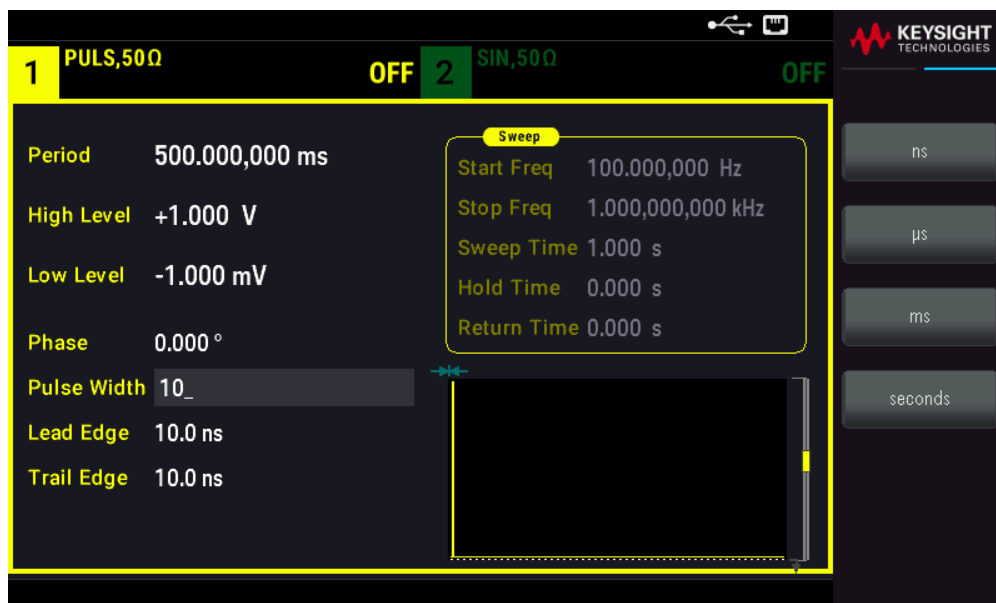 KEYSIGHT
TECHNOLOGIES
1 PULS,50Ω OFF
2 SIN,50Ω OFF
Period 500.000,000 ms
High Level +1.000 V
Low Level -1.000 mV
Phase 0.000 °
Pulse Width 10_
Lead Edge 10.0 ns
Trail Edge 10.0 ns
Sweep
Start Freq 100.000,000 Hz
Stop Freq 1.000,000,000 kHz
Sweep Time 1.000 s
Hold Time 0.000 s
Return Time 0.000 s
ns
µs
ms
seconds